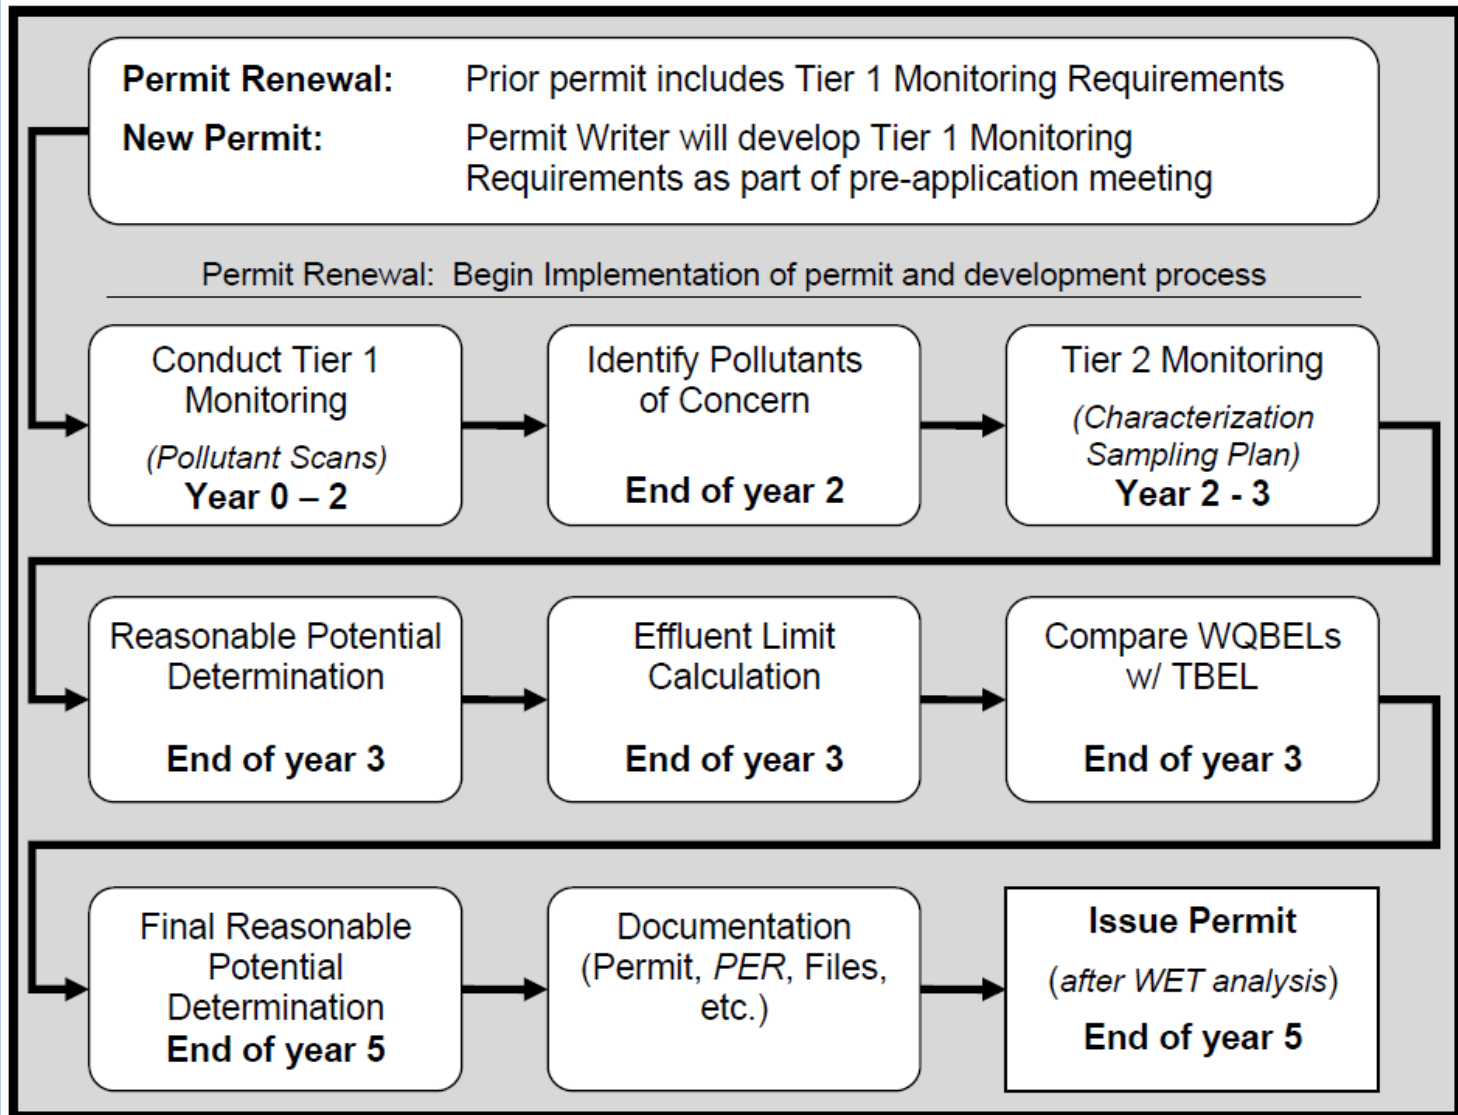 Permit Renewal: Prior permit includes Tier 1 Monitoring Requirements
New Permit: Permit Writer will develop Tier 1 Monitoring
Requirements as part of pre-application meeting
Permit Renewal: Begin Implementation of permit and development process
Conduct Tier 1
Monitoring
(Pollutant Scans)
Year 0 – 2
Identify Pollutants
of Concern
End of year 2
Tier 2 Monitoring
(Characterization
Sampling Plan)
Year 2 - 3
Reasonable Potential
Determination
End of year 3
Effluent Limit
Calculation
End of year 3
Compare WQBELs
w/ TBEL
End of year 3
Final Reasonable
Potential
Determination
End of year 5
Documentation
(Permit, PER, Files,
etc.)
Issue Permit
(after WET analysis)
End of year 5